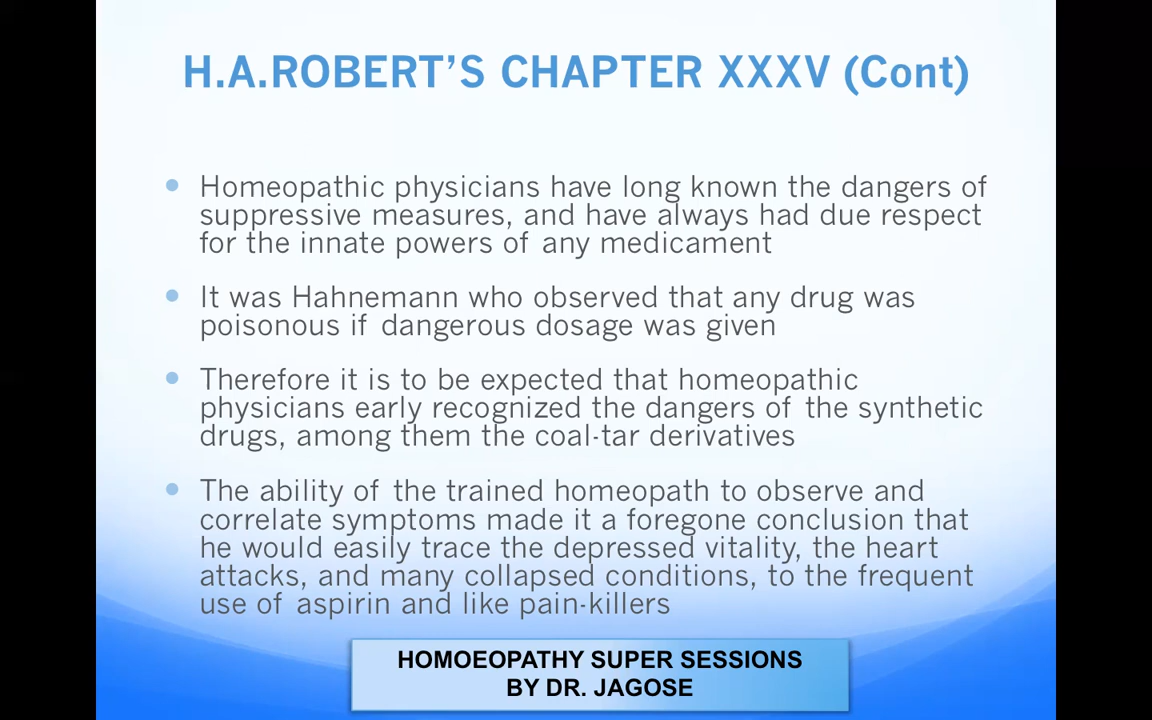 H.A.ROBERT'S CHAPTER XXXV (Cont)
Homeopathic physicians have long known the dangers of
suppressive measures, and have always had due respect
for the innate powers of any medicament
It was Hahnemann who observed that any drug was
poisonous if dangerous dosage was given
Therefore it is to be expected that homeopathic
physicians early recognized the dangers of the synthetic
drugs, among them the coal-tar derivatives
The ability of the trained homeopath to observe and
correlate symptoms made it a foregone conclusion that
he would easily trace the depressed vitality, the heart
attacks, and many collapsed conditions, to the frequent
use of aspirin and like pain-killers
HOMOEOPATHY SUPER SESSIONS
BY DR. JAGOSE